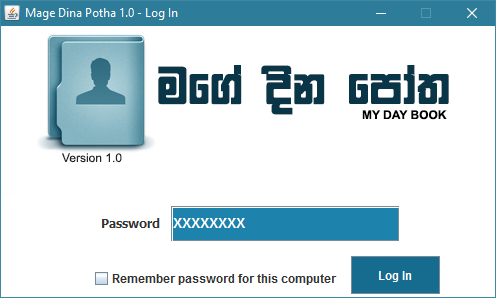 Mage Dina Potha 1.0 - Log In
මගේ දින පොත
MY DAY BOOK
Version 1.0
Password XXXXXXXX
Remember password for this computer
Log In